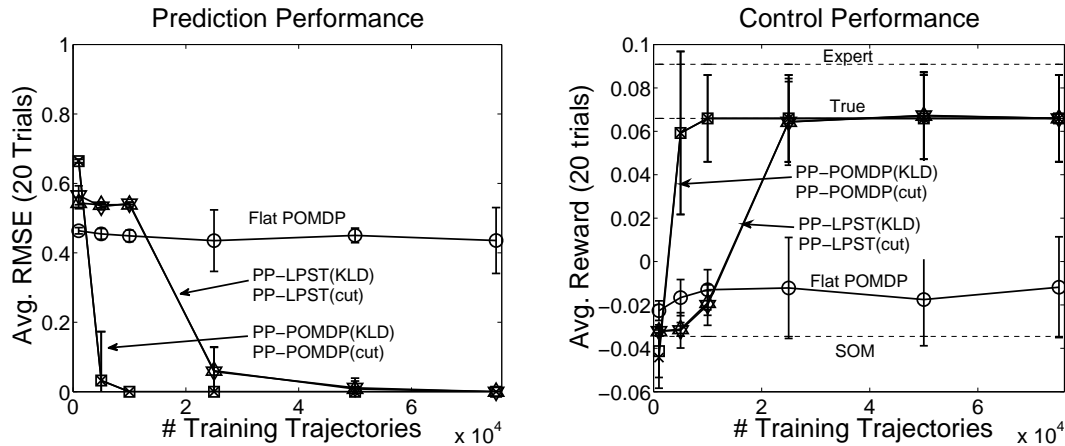 Prediction Performance
Avg. RMSE (20 Trials)
1
0.8
0.6
0.4
0.2
0
Flat POMDP
PP−LPST(KLD)
PP−LPST(cut)
PP−POMDP(KLD)
PP−POMDP(cut)
0 2 4 6
# Training Trajectories
x 10^4
Control Performance
Avg. Reward (20 trials)
0.1
0.08
0.06
0.04
0.02
0
−0.02
−0.04
−0.06
Expert
True
PP−POMDP(KLD)
PP−POMDP(cut)
PP−LPST(KLD)
PP−LPST(cut)
Flat POMDP
SOM
0 2 4 6
# Training Trajectories
x 10^4